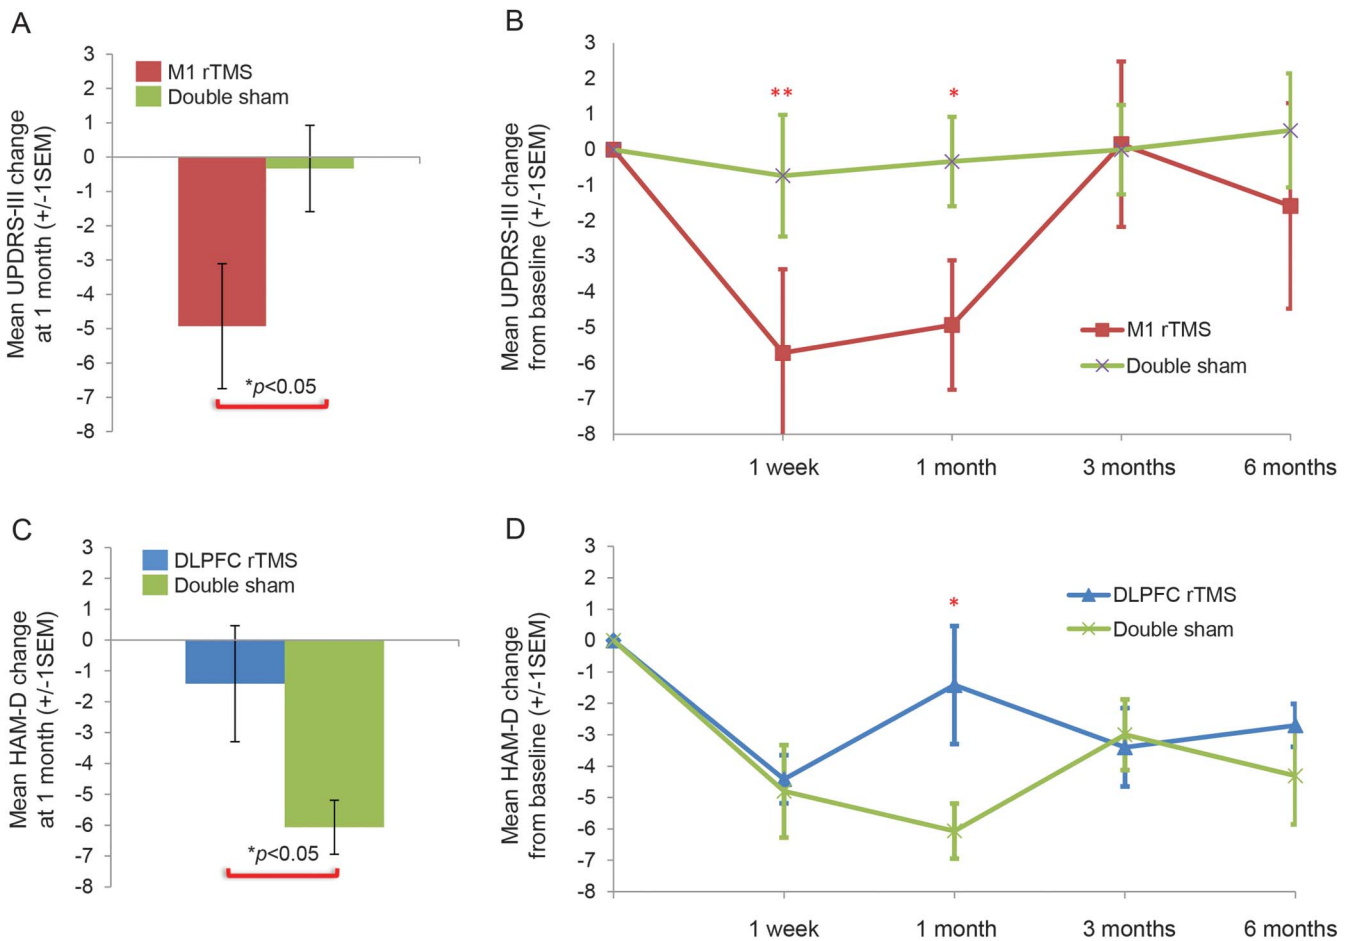 A
Mean UPDRS-III change
at 1 month (+/-1SEM)
3
2
1
0
-1
-2
-3
-4
-5
-6
-7
-8
M1 rTMS
Double sham
*p<0.05
B
Mean UPDRS-III change
from baseline (+/-1SEM)
3
2
1
0
-1
-2
-3
-4
-5
-6
-7
-8
**
*
M1 rTMS
Double sham
1 week
1 month
3 months
6 months
C
Mean HAM-D change
at 1 month (+/-1SEM)
3
2
1
0
-1
-2
-3
-4
-5
-6
-7
-8
DLPFC rTMS
Double sham
*p<0.05
D
Mean HAM-D change
from baseline (+/-1SEM)
3
2
1
0
-1
-2
-3
-4
-5
-6
-7
-8
*
DLPFC rTMS
Double sham
1 week
1 month
3 months
6 months